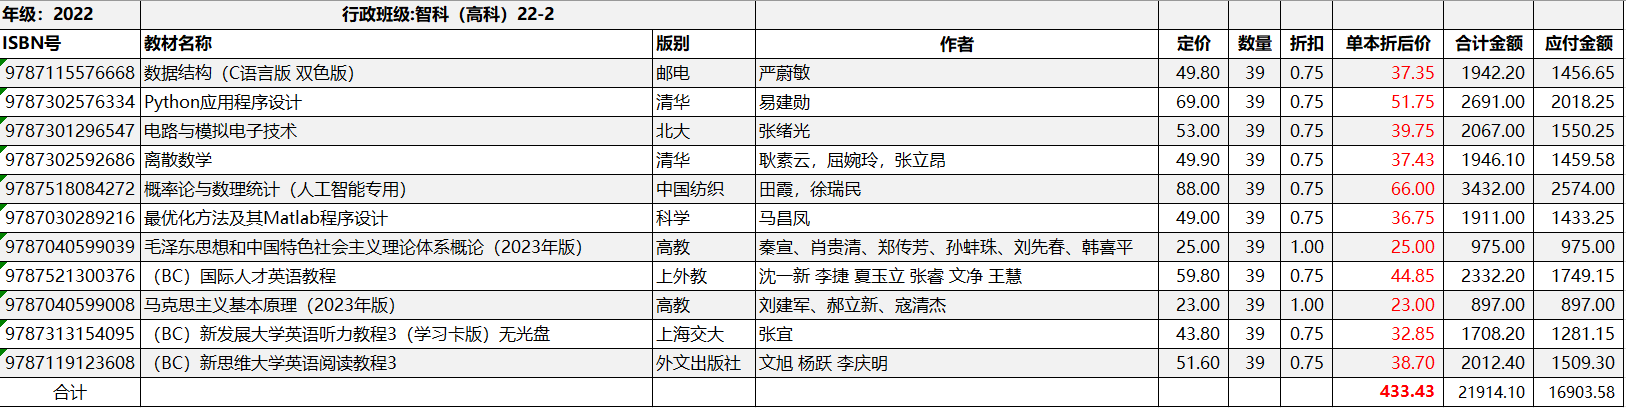 年级：2022 行政班级:智科（高科）22-2
ISBN号 教材名称 版别 作者 定价 数量 折扣 单本折后价 合计金额 应付金额
9787115576668 数据结构（C语言版 双色版） 邮电 严蔚敏 49.80 39 0.75 37.35 1942.20 1456.65
9787302576334 Python应用程序设计 清华 易建勋 69.00 39 0.75 51.75 2691.00 2018.25
9787301296547 电路与模拟电子技术 北大 张绪光 53.00 39 0.75 39.75 2067.00 1550.25
9787302592686 离散数学 清华 耿素云，屈婉玲，张立昂 49.90 39 0.75 37.43 1946.10 1459.58
9787518084272 概率论与数理统计（人工智能专用） 中国纺织 田霞，徐瑞民 88.00 39 0.75 66.00 3432.00 2574.00
9787030289216 最优化方法及其Matlab程序设计 科学 马昌凤 49.00 39 0.75 36.75 1911.00 1433.25
9787040599039 毛泽东思想和中国特色社会主义理论体系概论（2023年版） 高教 秦宣、肖贵清、郑传芳、孙蚌珠、刘先春、韩喜平 25.00 39 1.00 25.00 975.00 975.00
9787521300376 （BC）国际人才英语教程 上外教 沈一新 李捷 夏玉立 张睿 文净 王慧 59.80 39 0.75 44.85 2332.20 1749.15
9787040599008 马克思主义基本原理（2023年版） 高教 刘建军、郝立新、寇清杰 23.00 39 1.00 23.00 897.00 897.00
9787313154095 （BC）新发展大学英语听力教程3（学习卡版）无光盘 上海交大 张宜 43.80 39 0.75 32.85 1708.20 1281.15
9787119123608 （BC）新思维大学英语阅读教程3 外文出版社 文旭 杨跃 李庆明 51.60 39 0.75 38.70 2012.40 1509.30
合计 433.43 21914.10 16903.58